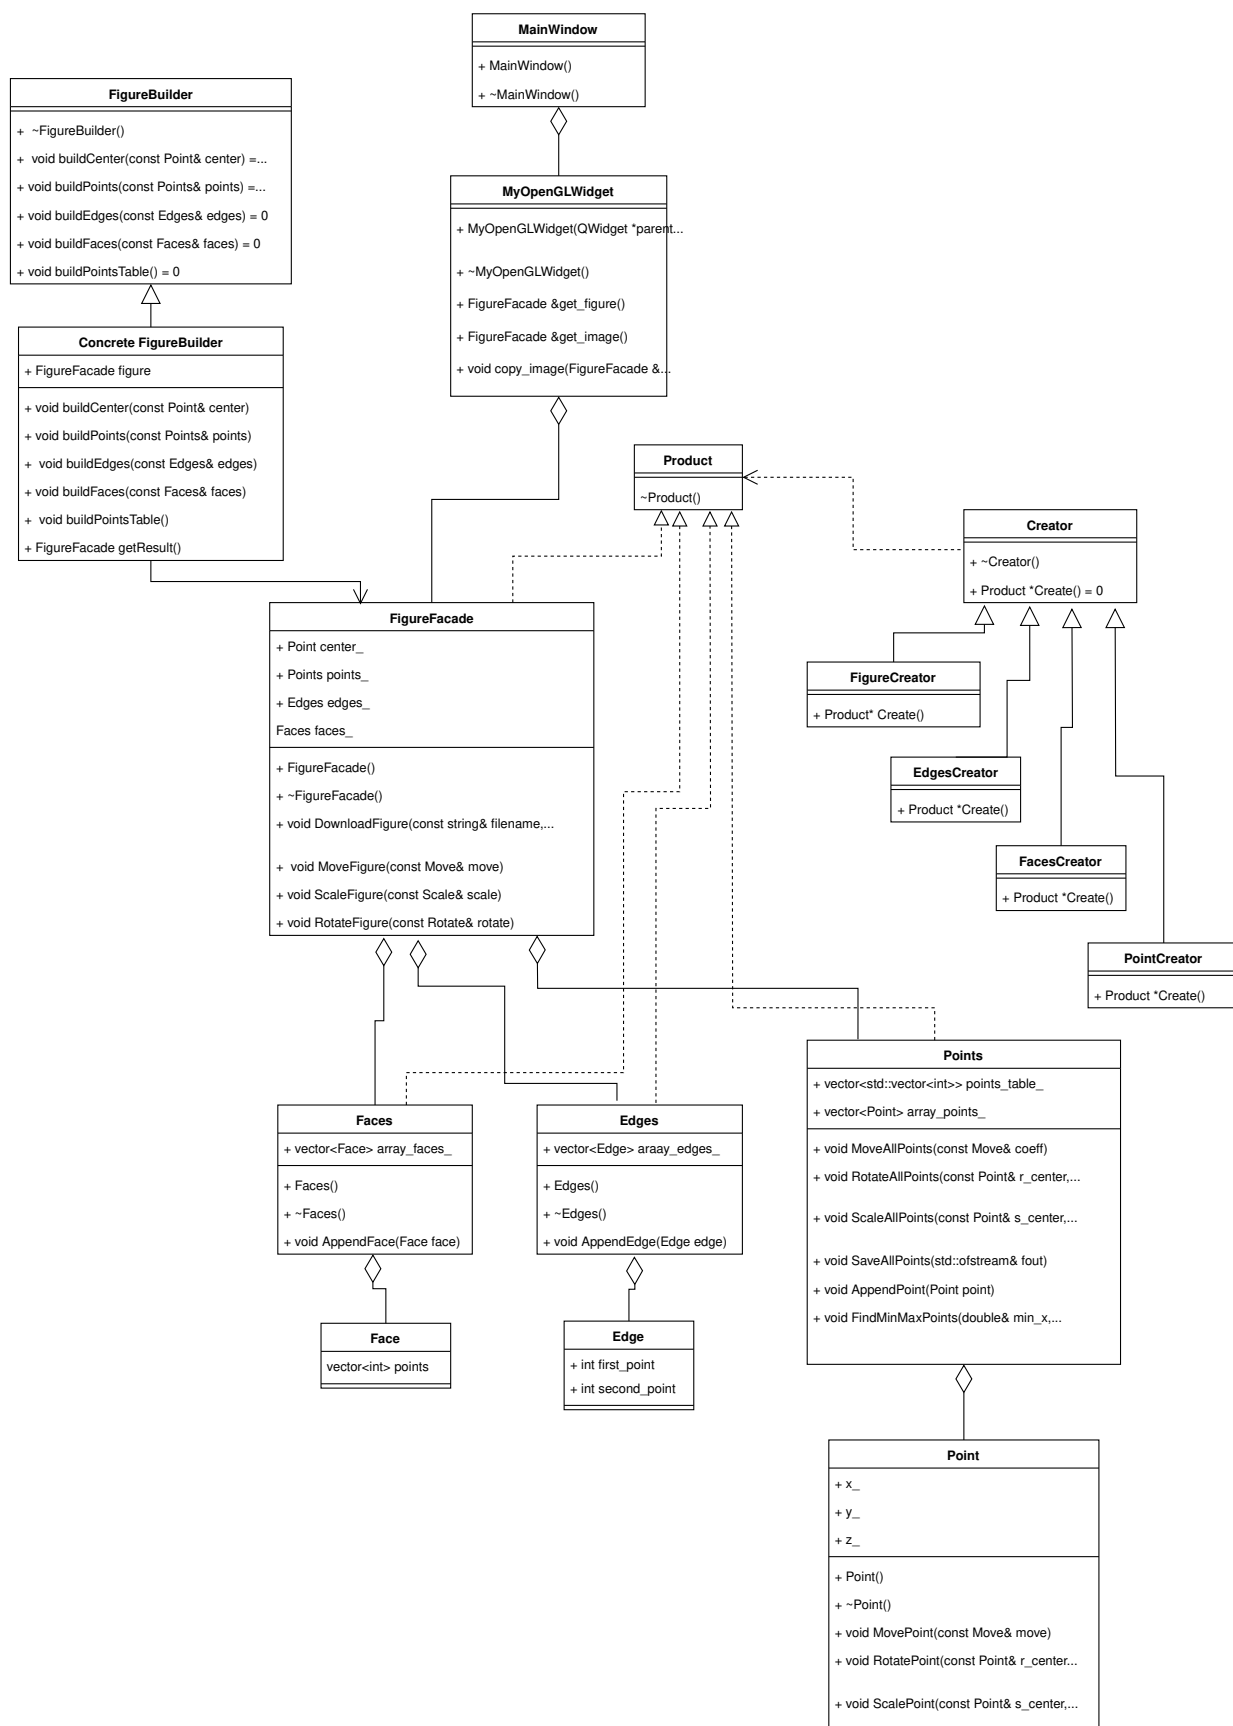 MainWindow
+ MainWindow()
+ ~MainWindow()
FigureBuilder
+ ~FigureBuilder()
+ void buildCenter(const Point& center) =...
+ void buildPoints(const Points& points) =...
+ void buildEdges(const Edges& edges) = 0
+ void buildFaces(const Faces& faces) = 0
+ void buildPointsTable() = 0
MyOpenGLWidget
+ MyOpenGLWidget(QWidget *parent...
+ ~MyOpenGLWidget()
+ FigureFacade &get_figure()
+ FigureFacade &get_image()
+ void copy_image(FigureFacade &...
Concrete FigureBuilder
+ FigureFacade figure
+ void buildCenter(const Point& center)
+ void buildPoints(const Points& points)
+ void buildEdges(const Edges& edges)
+ void buildFaces(const Faces& faces)
+ void buildPointsTable()
+ FigureFacade getResult()
Product
~Product()
Creator
+ ~Creator()
+ Product *Create() = 0
FigureFacade
+ Point center_
+ Points points_
+ Edges edges_
Faces faces_
+ FigureFacade()
+ ~FigureFacade()
+ void DownloadFigure(const string& filename,...
+ void MoveFigure(const Move& move)
+ void ScaleFigure(const Scale& scale)
+ void RotateFigure(const Rotate& rotate)
FigureCreator
+ Product* Create()
EdgesCreator
+ Product *Create()
FacesCreator
+ Product *Create()
PointCreator
+ Product *Create()
Points
+ vector<std::vector<int>> points_table_
+ vector<Point> array_points_
+ void MoveAllPoints(const Move& coeff)
+ void RotateAllPoints(const Point& r_center,...
+ void ScaleAllPoints(const Point& s_center,...
+ void SaveAllPoints(std::ofstream& fout)
+ void AppendPoint(Point point)
+ void FindMinMaxPoints(double& min_x,...
Faces
+ vector<Face> array_faces_
+ Faces()
+ ~Faces()
+ void AppendFace(Face face)
Edges
+ vector<Edge> araay_edges_
+ Edges()
+ ~Edges()
+ void AppendEdge(Edge edge)
Face
vector<int> points
Edge
+ int first_point
+ int second_point
Point
+ x_
+ y_
+ z_
+ Point()
+ ~Point()
+ void MovePoint(const Move& move)
+ void RotatePoint(const Point& r_center...
+ void ScalePoint(const Point& s_center,...